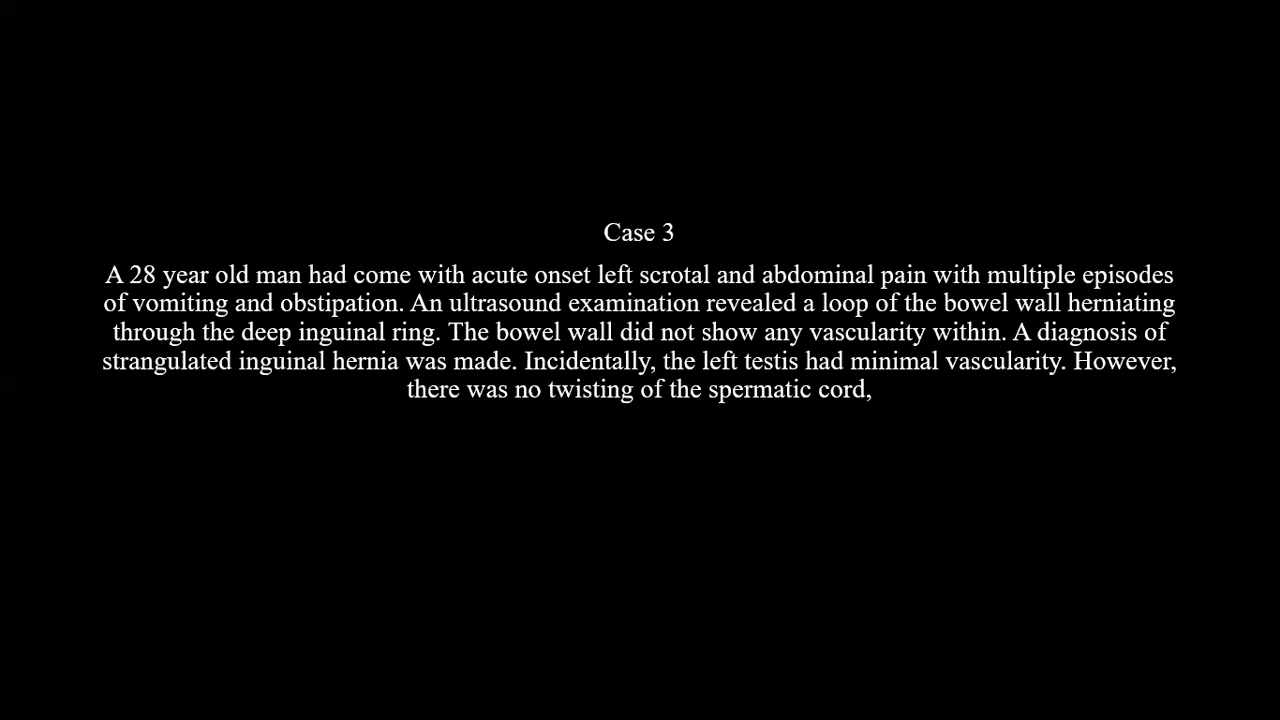 Case 3
A 28 year old man had come with acute onset left scrotal and abdominal pain with multiple episodes
of vomiting and obstipation. An ultrasound examination revealed a loop of the bowel wall herniating
through the deep inguinal ring. The bowel wall did not show any vascularity within. A diagnosis of
strangulated inguinal hernia was made. Incidentally, the left testis had minimal vascularity. However,
there was no twisting of the spermatic cord,